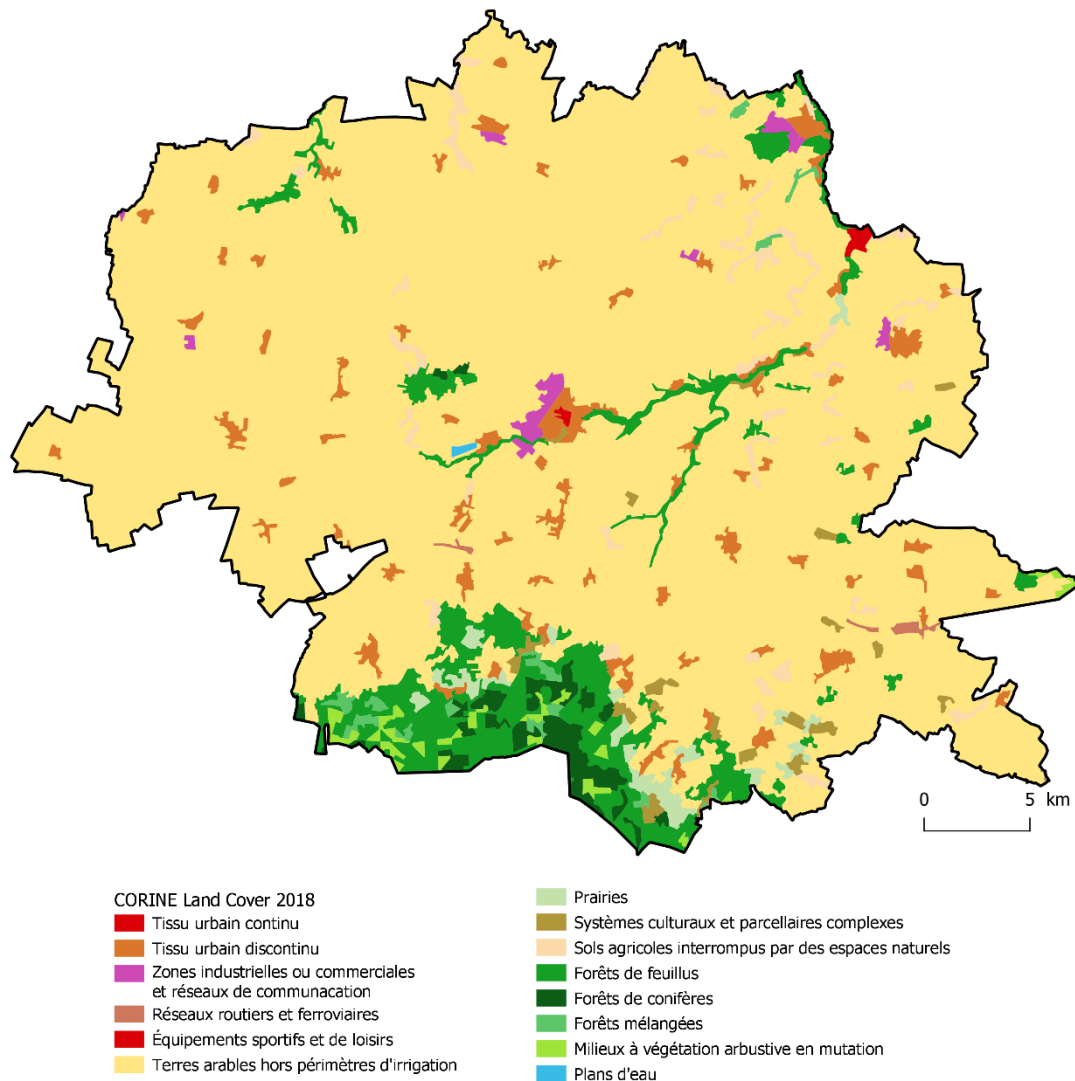 0 5 km
CORINE Land Cover 2018
Tissu urbain continu
Tissu urbain discontinu
Zones industrielles ou commerciales
et réseaux de communacation
Réseaux routiers et ferroviaires
Équipements sportifs et de loisirs
Terres arables hors périmètres d'irrigation
Prairies
Systèmes culturaux et parcellaires complexes
Sols agricoles interrompus par des espaces naturels
Forêts de feuillus
Forêts de conifères
Forêts mélangées
Milieux à végétation arbustive en mutation
Plans d'eau